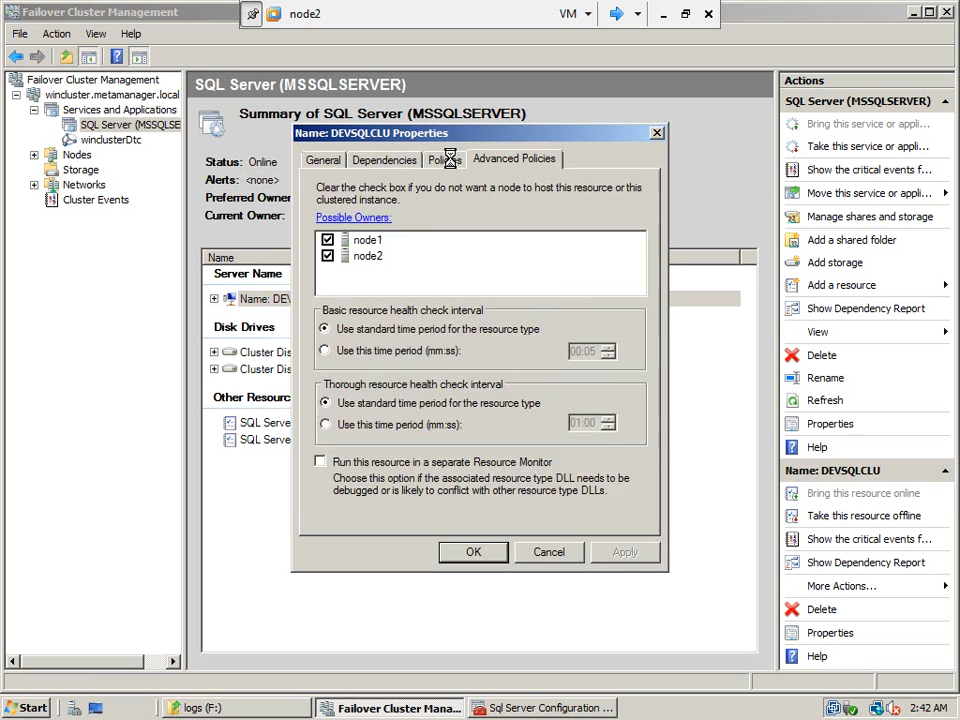 Failover Cluster Management
node2
VM
File Action View Help
Failover Cluster Management
wincluster.metamanager.local
Services and Applications
SQL Server (MSSQLSE
winclusterDtc
Nodes
Storage
Networks
Cluster Events
SQL Server (MSSQLSERVER)
Summary of SQL Server (MSSQLSERVER)
Status: Online
Alerts: <none>
Preferred Owner
Current Owner:
Name
Server Name
Name: DEV
Disk Drives
Cluster Dis
Cluster Dis
Other Resourc
SQL Serve
SQL Serve
Name: DEVSQLCLU Properties
General Dependencies Advanced Policies
Clear the check box if you do not want a node to host this resource or this
clustered instance.
Possible Owners:
node1
node2
Basic resource health check interval
Use standard time period for the resource type
Use this time period (mm:ss): 00:05
Thorough resource health check interval
Use standard time period for the resource type
Use this time period (mm:ss): 01:00
Run this resource in a separate Resource Monitor
Choose this option if the associated resource type DLL needs to be
debugged or is likely to conflict with other resource type DLLs.
OK Cancel Apply
Actions
SQL Server (MSSQLSERVER)
Bring this service or appli...
Take this service or appli...
Show the critical events f...
Move this service or appli...
Manage shares and storage
Add a shared folder
Add storage
Add a resource
Show Dependency Report
View
Delete
Rename
Refresh
Properties
Help
Name: DEVSQLCLU
Bring this resource online
Take this resource offline
Show the critical events f...
Show Dependency Report
More Actions...
Delete
Properties
Help
Start
logs (F:)
Failover Cluster Mana...
Sql Server Configuration ...
2:42 AM